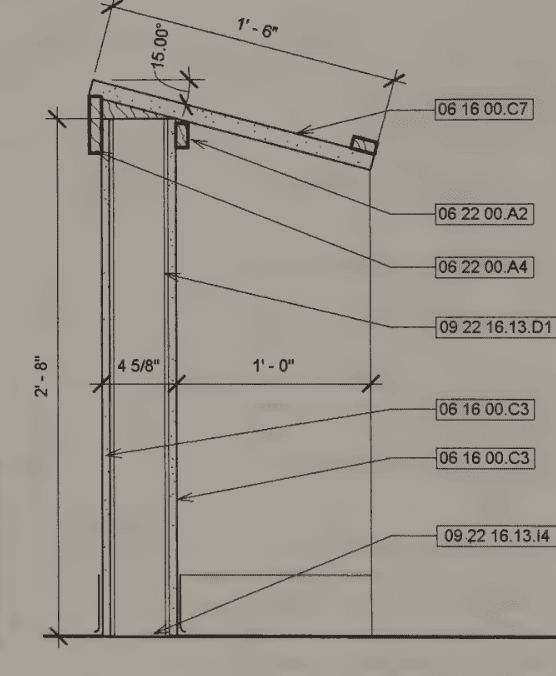 1' - 6"
15.00°
06 16 00.C7
06 22 00.A2
06 22 00.A4
09 22 16.13.D1
4 5/8"
1' - 0"
2' - 8"
06 16 00.C3
06 16 00.C3
09 22 16.13.I4